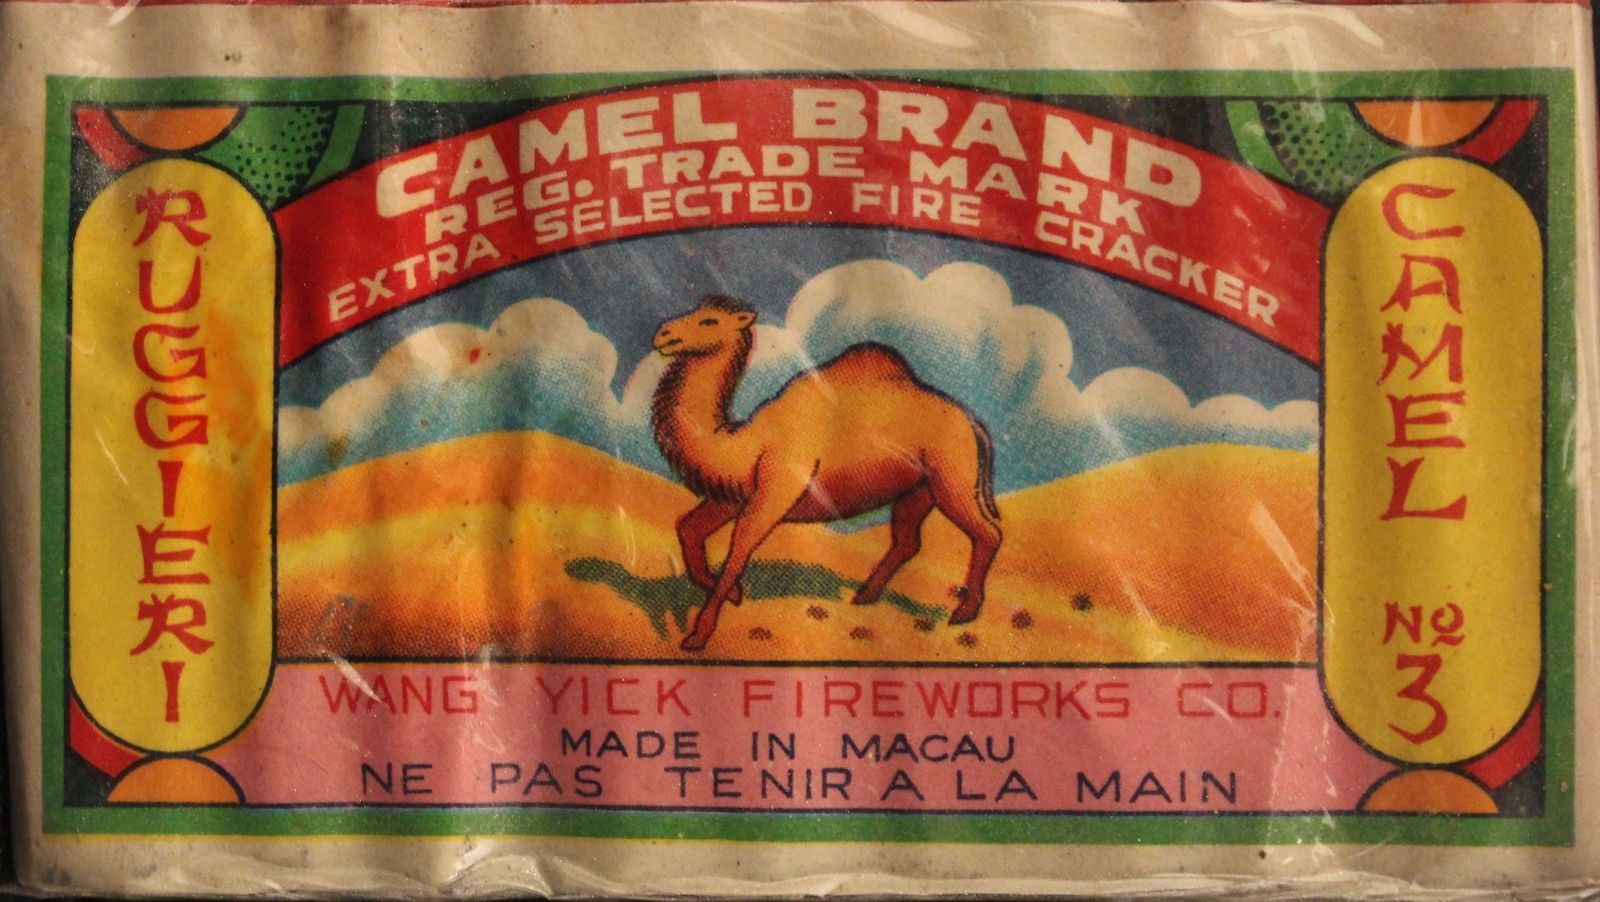 CAMEL BRAND
REG. TRADE MARK
EXTRA SELECTED FIRE CRACKER
RUGGIERI
CAMEL
Nº
3
WANG YICK FIREWORKS CO.
MADE IN MACAU
NE PAS TENIR A LA MAIN